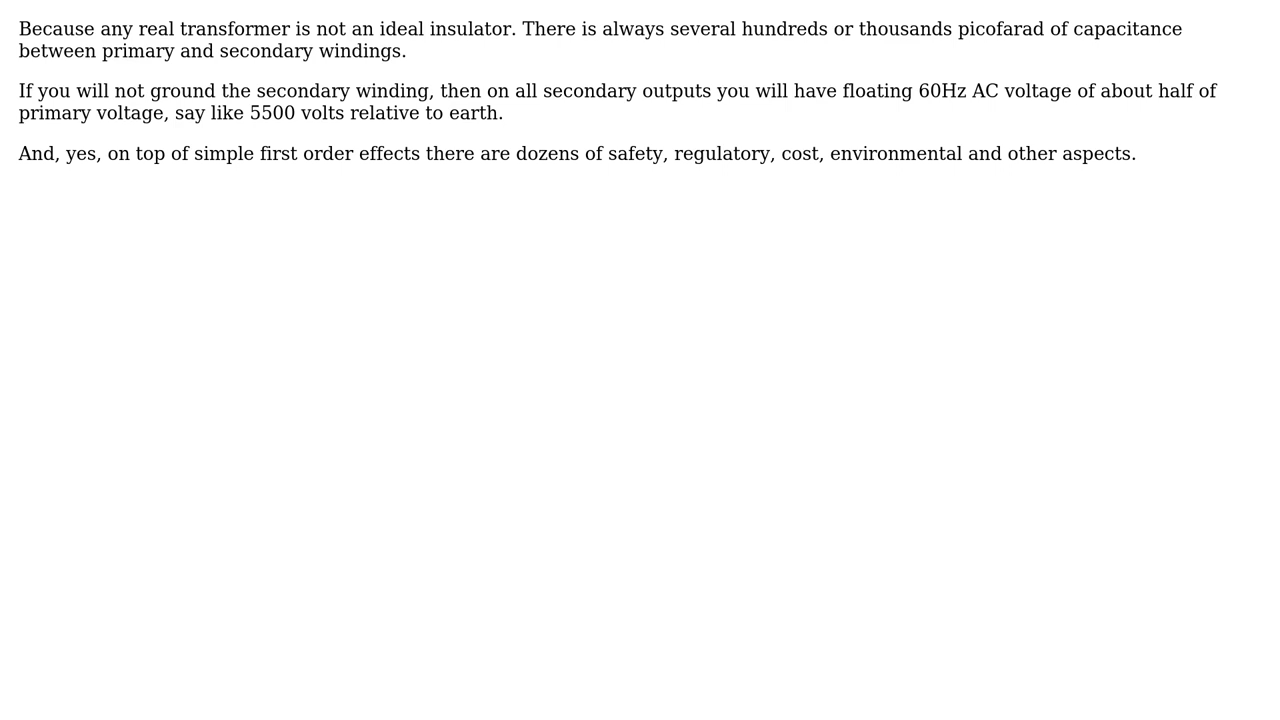 Because any real transformer is not an ideal insulator. There is always several hundreds or thousands picofarad of capacitance
between primary and secondary windings.
If you will not ground the secondary winding, then on all secondary outputs you will have floating 60Hz AC voltage of about half of
primary voltage, say like 5500 volts relative to earth.
And, yes, on top of simple first order effects there are dozens of safety, regulatory, cost, environmental and other aspects.